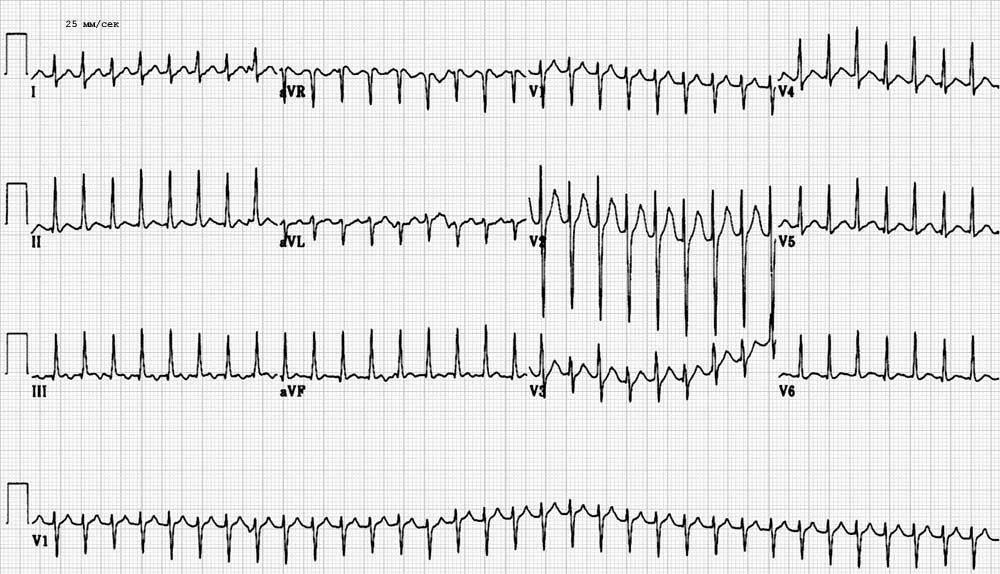 25 мм/сек
I aVR V1 V4
II aVL V2 V5
III aVF V3 V6
V1